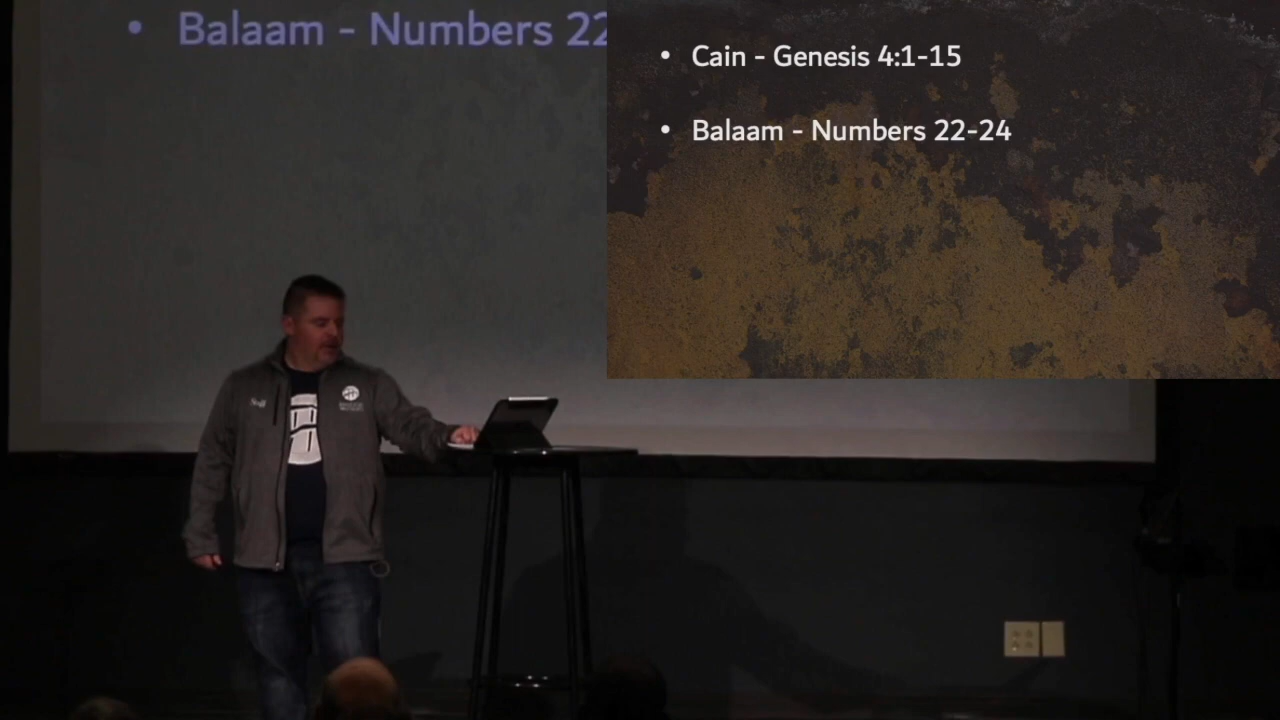 • Balaam - Numbers 22
• Cain - Genesis 4:1-15
• Balaam - Numbers 22-24